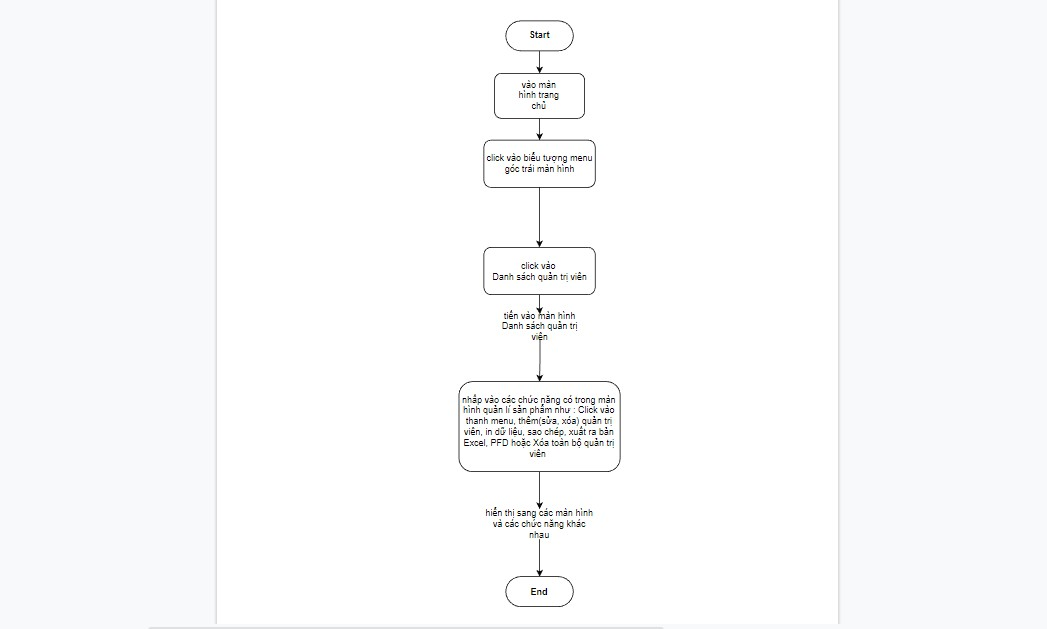 Start
vào màn
hình trang
chủ
click vào biểu tượng menu
góc trái màn hình
click vào
Danh sách quản trị viên
tiến vào màn hình
Danh sách quản trị
viên
nhấp vào các chức năng có trong màn
hình quản lí sản phẩm như : Click vào
thanh menu, thêm(sửa, xóa) quản trị
viên, in dữ liệu, sao chép, xuất ra bản
Excel, PFD hoặc Xóa toàn bộ quản trị
viên
hiển thị sang các màn hình
và các chức năng khác
nhau
End